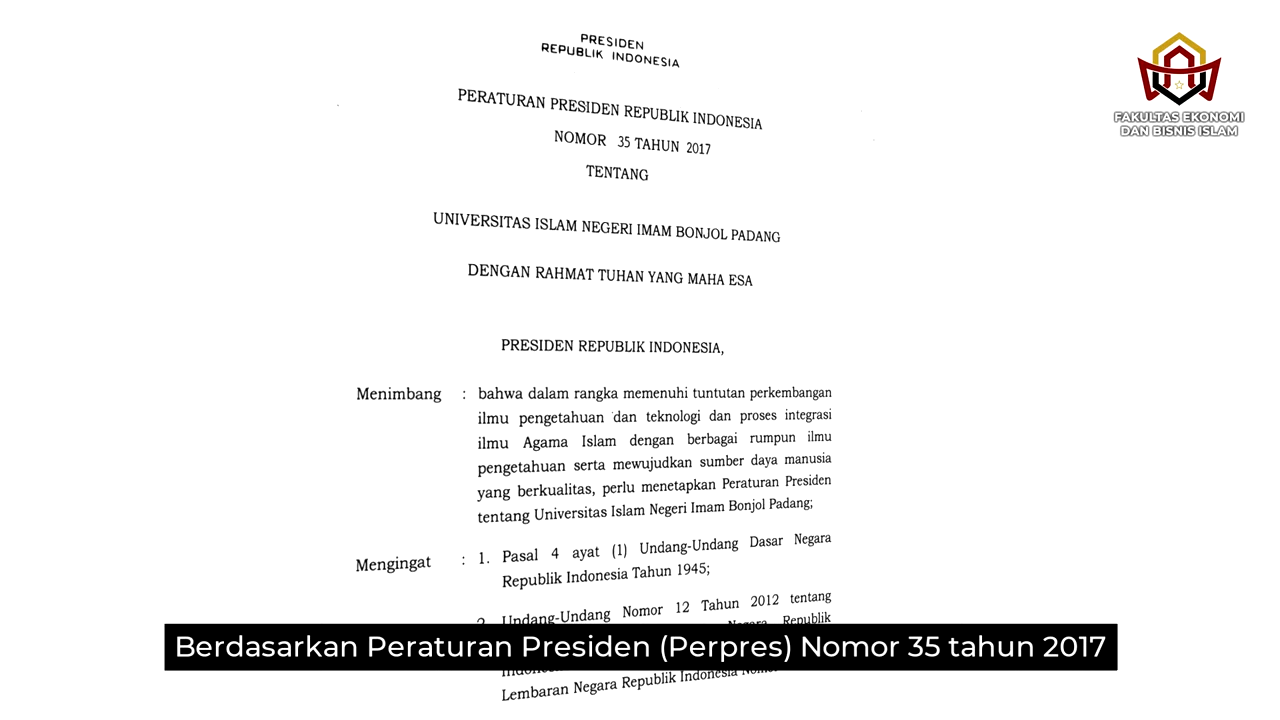 PRESIDEN
REPUBLIK INDONESIA
FAKULTAS EKONOMI
DAN BISNIS ISLAM
PERATURAN PRESIDEN REPUBLIK INDONESIA
NOMOR 35 TAHUN 2017
TENTANG
UNIVERSITAS ISLAM NEGERI IMAM BONJOL PADANG
DENGAN RAHMAT TUHAN YANG MAHA ESA
PRESIDEN REPUBLIK INDONESIA,
Menimbang : bahwa dalam rangka memenuhi tuntutan perkembangan
ilmu pengetahuan dan teknologi dan proses integrasi
ilmu Agama Islam dengan berbagai rumpun ilmu
pengetahuan serta mewujudkan sumber daya manusia
yang berkualitas, perlu menetapkan Peraturan Presiden
tentang Universitas Islam Negeri Imam Bonjol Padang;
Mengingat : 1. Pasal 4 ayat (1) Undang-Undang Dasar Negara
Republik Indonesia Tahun 1945;
2. Undang-Undang Nomor 12 Tahun 2012 tentang
Negara Republik
Berdasarkan Peraturan Presiden (Perpres) Nomor 35 tahun 2017
Lembaran Negara Republik Indonesia Nomor